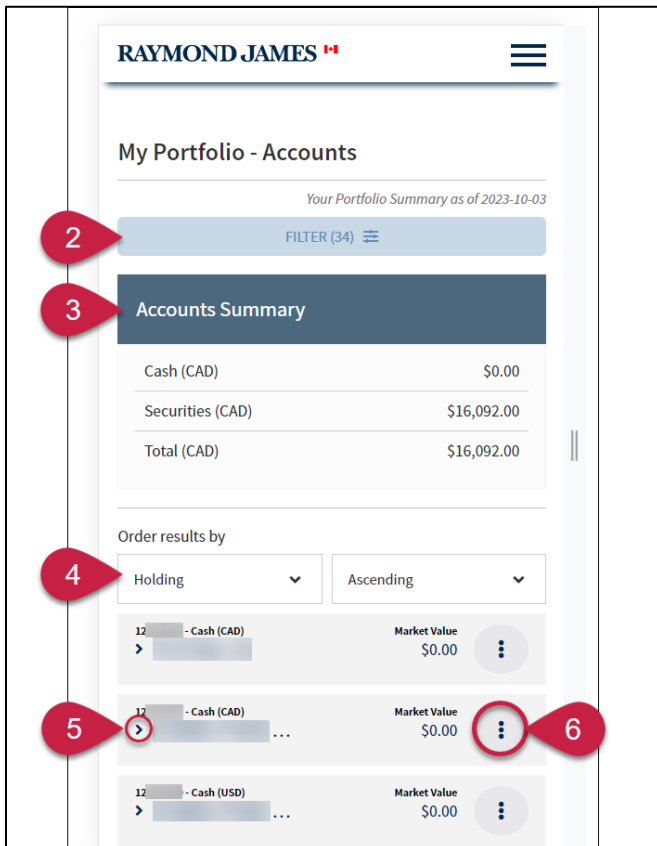 RAYMOND JAMES
My Portfolio - Accounts
Your Portfolio Summary as of 2023-10-03
2
FILTER (34)
3
Accounts Summary
Cash (CAD) $0.00
Securities (CAD) $16,092.00
Total (CAD) $16,092.00
Order results by
4
Holding Ascending
12 - Cash (CAD) Market Value
$0.00
12 - Cash (CAD) Market Value
5
... $0.00
6
12 - Cash (USD) Market Value
... $0.00